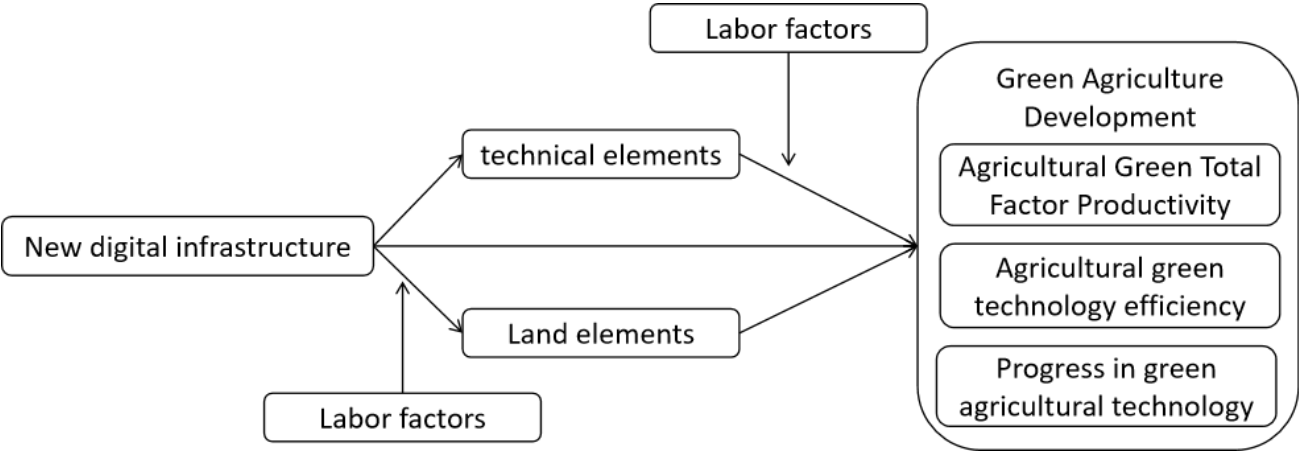 Labor factors
Green Agriculture
Development
technical elements
Agricultural Green Total
Factor Productivity
New digital infrastructure
Agricultural green
technology efficiency
Land elements
Progress in green
agricultural technology
Labor factors